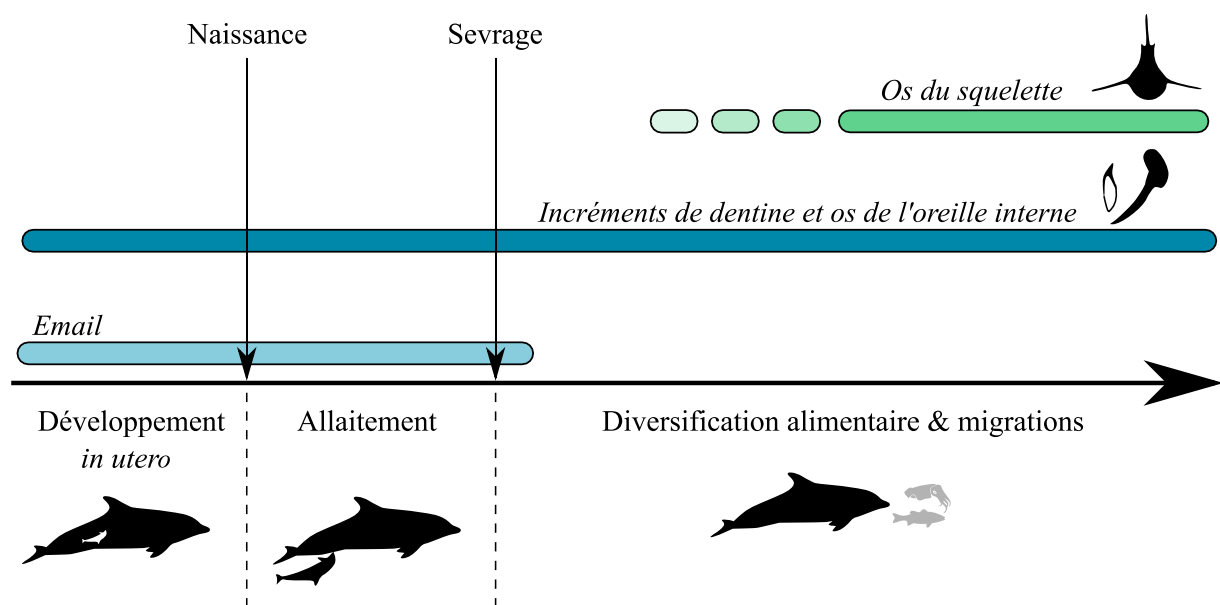 Naissance
Sevrage
Os du squelette
Incréments de dentine et os de l'oreille interne
Email
Développement
in utero
Allaitement
Diversification alimentaire & migrations